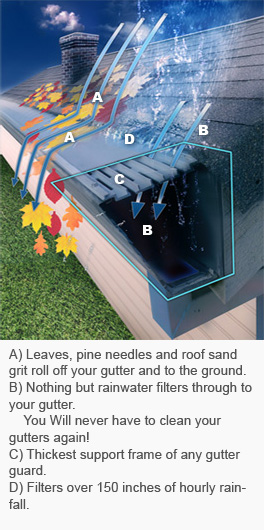 A
B
A
D
C
B
A) Leaves, pine needles and roof sand
grit roll off your gutter and to the ground.
B) Nothing but rainwater filters through to
your gutter.
You Will never have to clean your
gutters again!
C) Thickest support frame of any gutter
guard.
D) Filters over 150 inches of hourly rain-
fall.